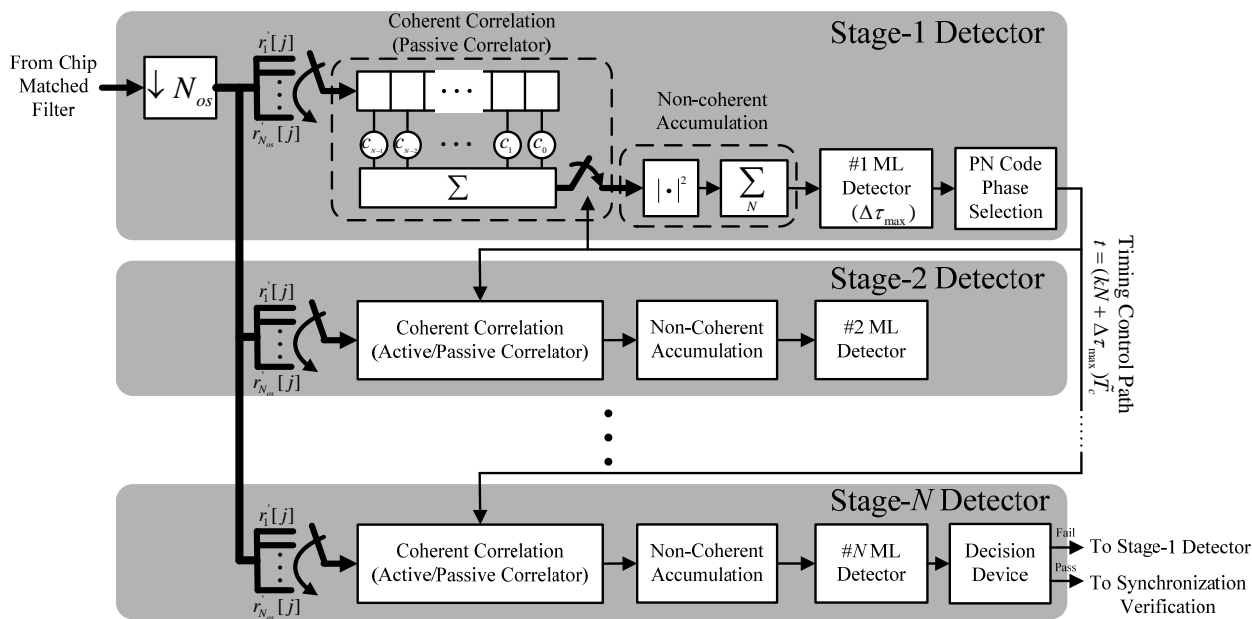 Stage-1 Detector
From Chip
Matched
Filter
↓ N_os
r'_1[j]
r'_{N_os}[j]
Coherent Correlation
(Passive Correlator)
...
c_{N-1} c_{N-2} ... c_1 c_0
Σ
Non-coherent
Accumulation
|•|^2
Σ_N
#1 ML
Detector
(Δτ_max)
PN Code
Phase
Selection
Timing Control Path
t = (kN + Δτ_max)T̃_c
Stage-2 Detector
r'_1[j]
r'_{N_os}[j]
Coherent Correlation
(Active/Passive Correlator)
Non-Coherent
Accumulation
#2 ML
Detector
Stage-N Detector
r'_1[j]
r'_{N_os}[j]
Coherent Correlation
(Active/Passive Correlator)
Non-Coherent
Accumulation
#N ML
Detector
Decision
Device
Fail
To Stage-1 Detector
Pass
To Synchronization
Verification